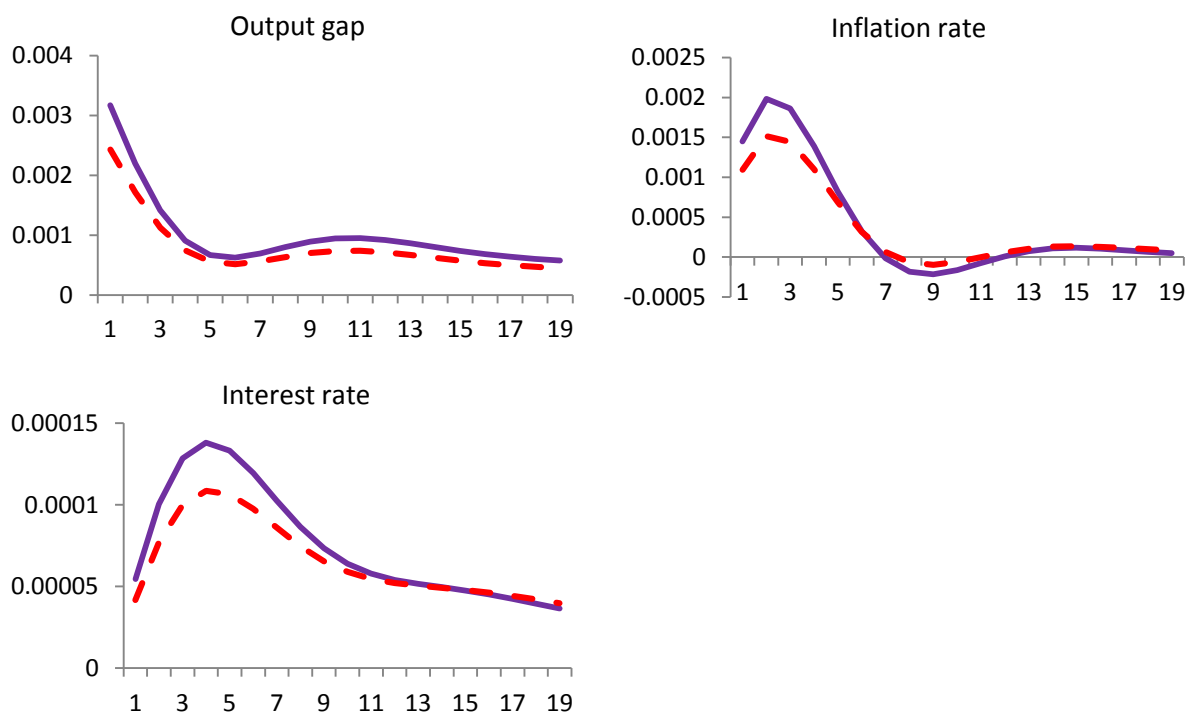 Output gap
0.004
0.003
0.002
0.001
0
1 3 5 7 9 11 13 15 17 19
Inflation rate
0.0025
0.002
0.0015
0.001
0.0005
0
-0.0005
1 3 5 7 9 11 13 15 17 19
Interest rate
0.00015
0.0001
0.00005
0
1 3 5 7 9 11 13 15 17 19